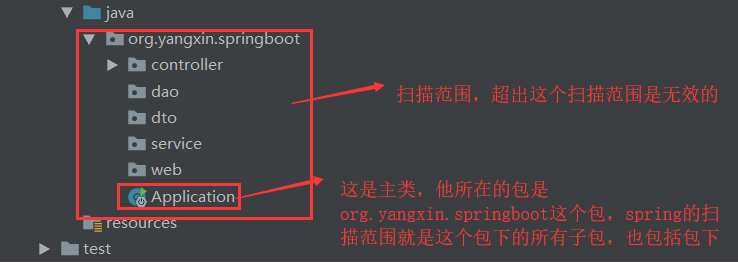 java
org.yangxin.springboot
controller
dao
扫描范围，超出这个扫描范围是无效的
dto
service
web
Application
这是主类，他所在的包是
org.yangxin.springboot这个包，spring的扫
描范围就是这个包下的所有子包，也包括包下
resources
test